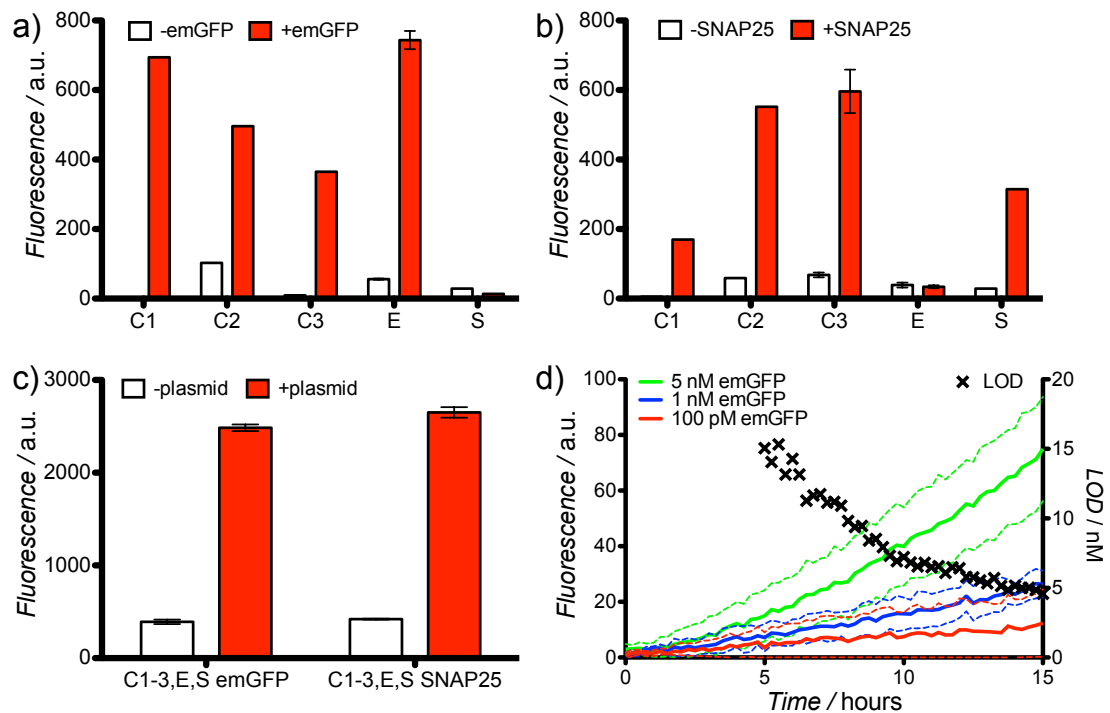 a)
-emGFP +emGFP
Fluorescence / a.u.
800
600
400
200
0
C1 C2 C3 E S
b)
-SNAP25 +SNAP25
Fluorescence / a.u.
800
600
400
200
0
C1 C2 C3 E S
c)
-plasmid +plasmid
Fluorescence / a.u.
3000
2000
1000
0
C1-3,E,S emGFP C1-3,E,S SNAP25
d)
5 nM emGFP
1 nM emGFP
100 pM emGFP
LOD
Fluorescence / a.u.
100
80
60
40
20
0
20
15
10
5
0
LOD / nM
0 5 10 15
Time / hours